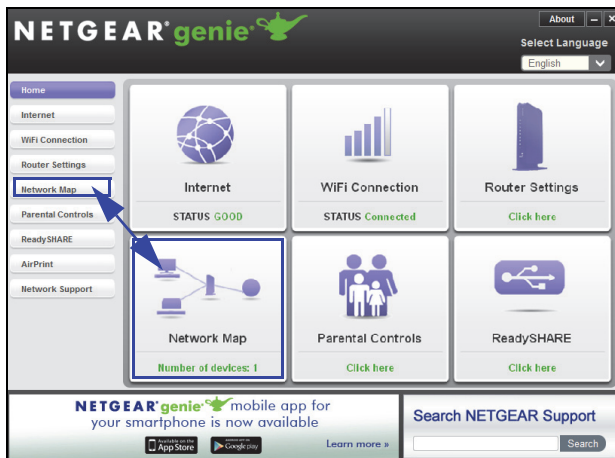 NETGEAR® genie®
About
Select Language
English
Home
Internet
WiFi Connection
Router Settings
Network Map
Parental Controls
ReadySHARE
AirPrint
Network Support
Internet
STATUS GOOD
WiFi Connection
STATUS Connected
Router Settings
Click here
Network Map
Number of devices: 1
Parental Controls
Click here
ReadySHARE
Click here
NETGEAR® genie® mobile app for
your smartphone is now available
Available on the
App Store
Google play
Learn more »
Search NETGEAR Support
Search